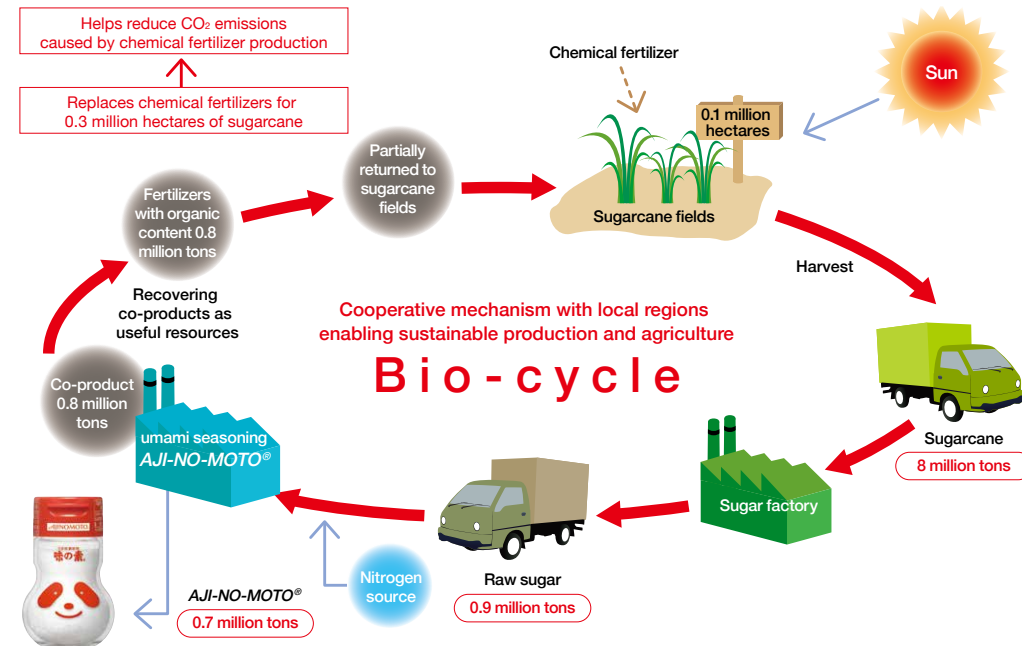 Helps reduce CO₂ emissions
caused by chemical fertilizer production
Replaces chemical fertilizers for
0.3 million hectares of sugarcane
Chemical fertilizer
Sun
0.1 million
hectares
Sugarcane fields
Partially
returned to
sugarcane
fields
Fertilizers
with organic
content 0.8
million tons
Recovering
co-products as
useful resources
Harvest
Cooperative mechanism with local regions
enabling sustainable production and agriculture
Bio-cycle
Co-product
0.8 million
tons
umami seasoning
AJI-NO-MOTO®
Sugarcane
8 million tons
Sugar factory
Raw sugar
0.9 million tons
Nitrogen
source
AJI-NO-MOTO®
0.7 million tons
AJINOMOTO
味の素